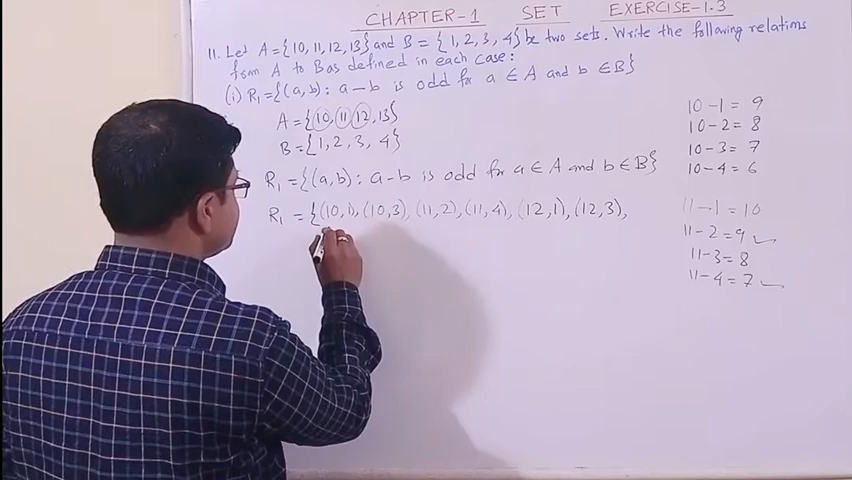 CHAPTER-1 SET EXERCISE-1.3
11. Let A = {10, 11, 12, 13} and B = {1, 2, 3, 4} be two sets. Write the following relations
from A to B as defined in each case:
(i) R₁ = {(a, b) : a - b is odd for a ∈ A and b ∈ B}
A = {10, 11, 12, 13}
B = {1, 2, 3, 4}
R₁ = {(a, b) : a - b is odd for a ∈ A and b ∈ B}
R₁ = {(10, 1), (10, 3), (11, 2), (11, 4), (12, 1), (12, 3),
10 - 1 = 9
10 - 2 = 8
10 - 3 = 7
10 - 4 = 6
11 - 1 = 10
11 - 2 = 9 ✓
11 - 3 = 8
11 - 4 = 7 ✓